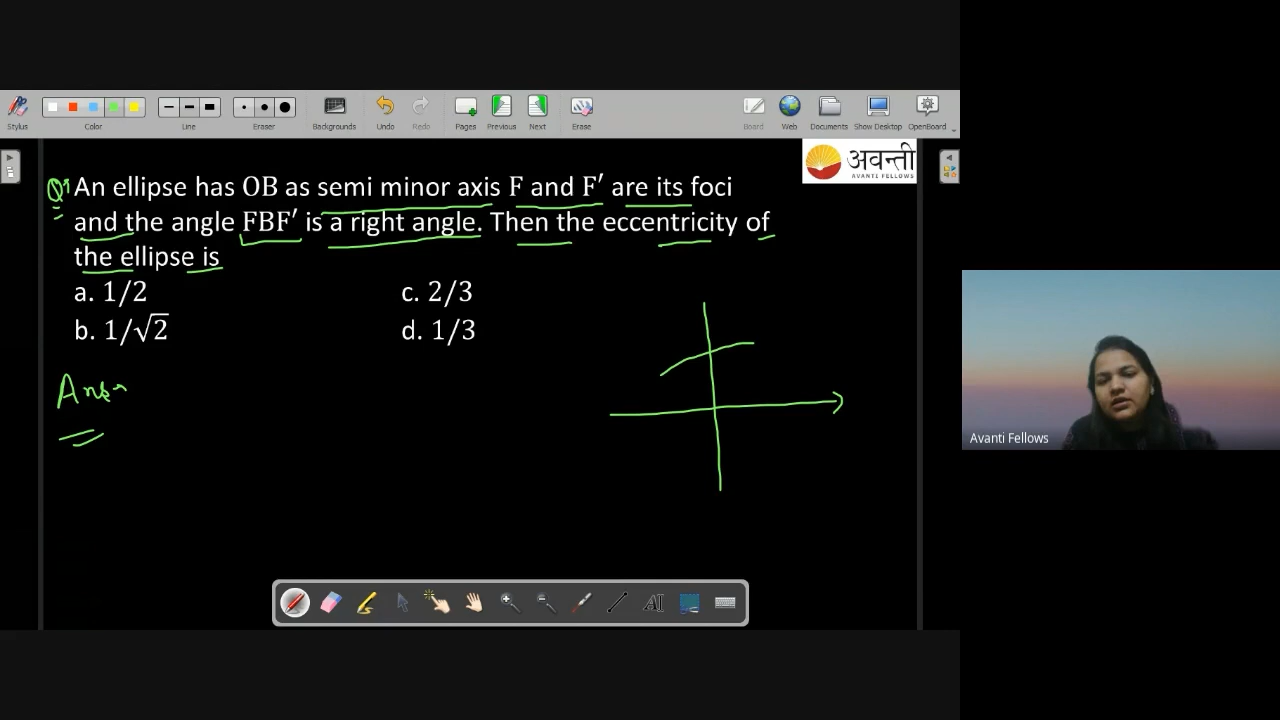 Stylus
Color
Line
Eraser
Backgrounds
Undo
Redo
Pages
Previous
Next
Erase
Board
Web
Documents
Show Desktop
OpenBoard
अवन्ती
AVANTI FELLOWS
Q. An ellipse has OB as semi minor axis F and F′ are its foci
and the angle FBF′ is a right angle. Then the eccentricity of
the ellipse is
a. 1/2
c. 2/3
b. 1/√2
d. 1/3
Ans
Avanti Fellows
AI